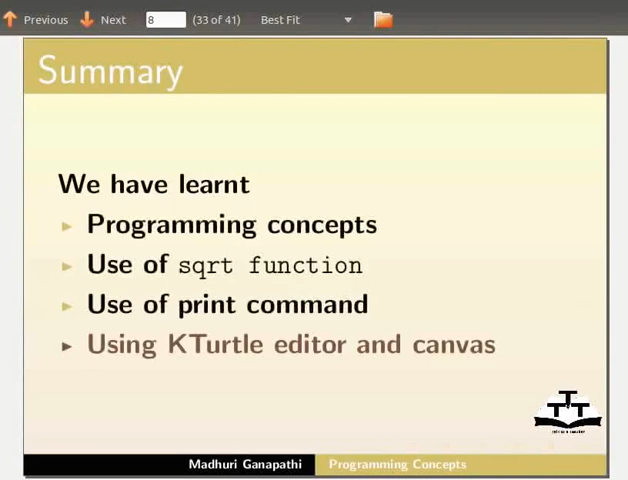 Previous Next 8 (33 of 41) Best Fit
Summary
We have learnt
Programming concepts
Use of sqrt function
Use of print command
Using KTurtle editor and canvas
TTT
Madhuri Ganapathi Programming Concepts